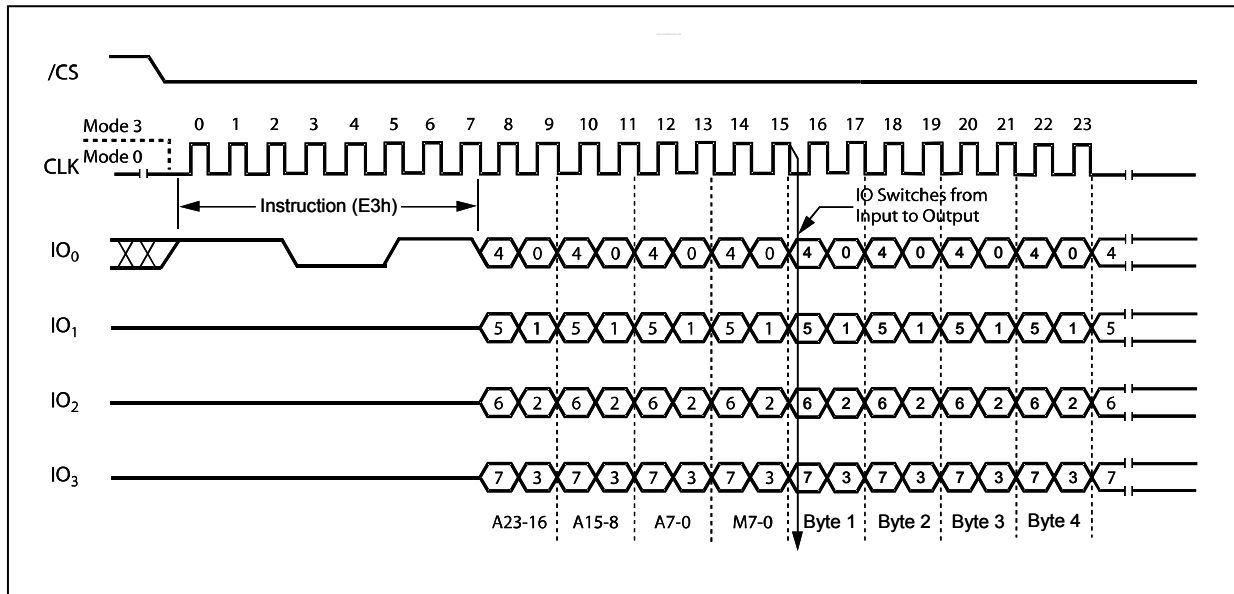 /CS
Mode 3
0 1 2 3 4 5 6 7 8 9 10 11 12 13 14 15 16 17 18 19 20 21 22 23
CLK
Mode 0
Instruction (E3h)
IO Switches from
Input to Output
IO0
4 0 4 0 4 0 4 0 4 0 4 0 4 0 4 0 4
IO1
5 1 5 1 5 1 5 1 5 1 5 1 5 1 5 1 5
IO2
6 2 6 2 6 2 6 2 6 2 6 2 6 2 6 2 6
IO3
7 3 7 3 7 3 7 3 7 3 7 3 7 3 7 3 7
A23-16 A15-8 A7-0 M7-0 Byte 1 Byte 2 Byte 3 Byte 4